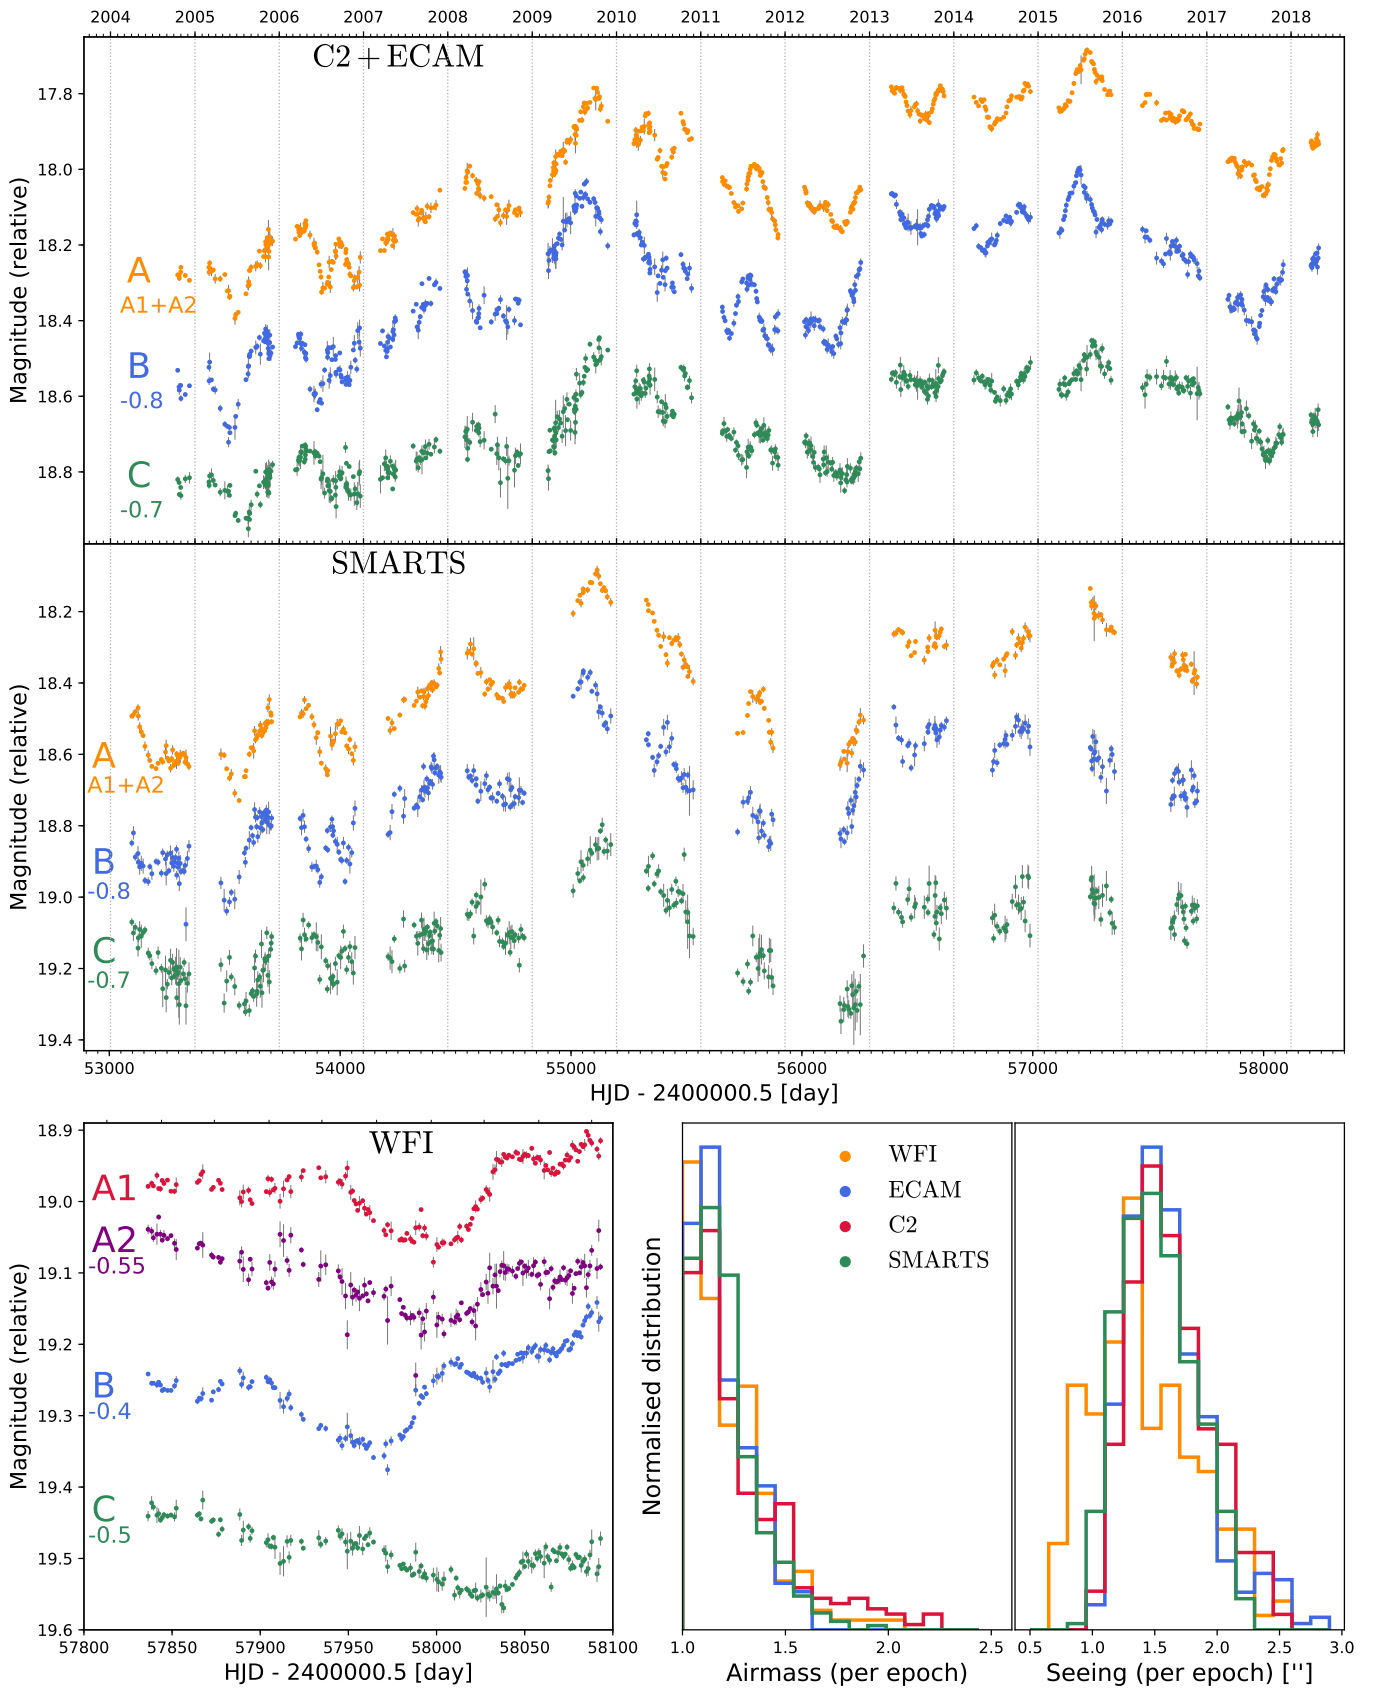 2004 2005 2006 2007 2008 2009 2010 2011 2012 2013 2014 2015 2016 2017 2018
C2 + ECAM
Magnitude (relative)
17.8
18.0
18.2
18.4
18.6
18.8
A
A1+A2
B
-0.8
C
-0.7
SMARTS
Magnitude (relative)
18.2
18.4
18.6
18.8
19.0
19.2
19.4
A
A1+A2
B
-0.8
C
-0.7
53000 54000 55000 56000 57000 58000
HJD - 2400000.5 [day]
WFI
Magnitude (relative)
18.9
19.0
19.1
19.2
19.3
19.4
19.5
19.6
A1
A2
-0.55
B
-0.4
C
-0.5
57800 57850 57900 57950 58000 58050 58100
HJD - 2400000.5 [day]
Normalised distribution
WFI
ECAM
C2
SMARTS
1.0 1.5 2.0 2.5
Airmass (per epoch)
0.5 1.0 1.5 2.0 2.5 3.0
Seeing (per epoch) ['']